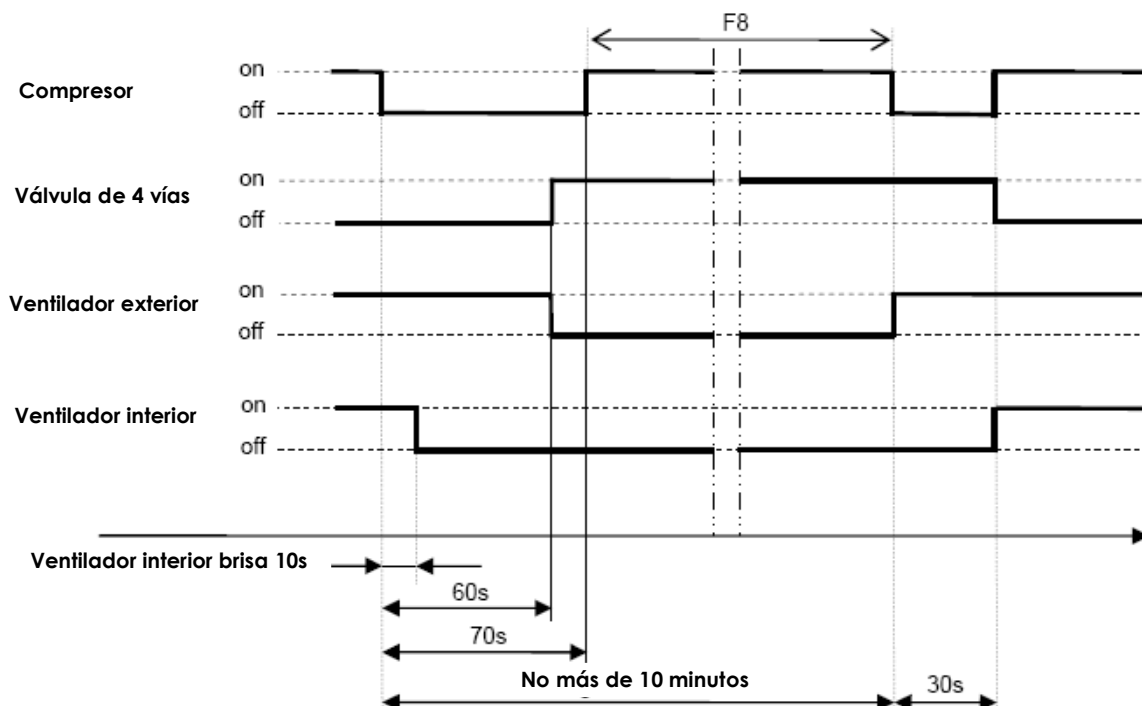 F8
Compresor
on
off
Válvula de 4 vías
on
off
Ventilador exterior
on
off
Ventilador interior
on
off
Ventilador interior brisa 10s
60s
70s
No más de 10 minutos
30s